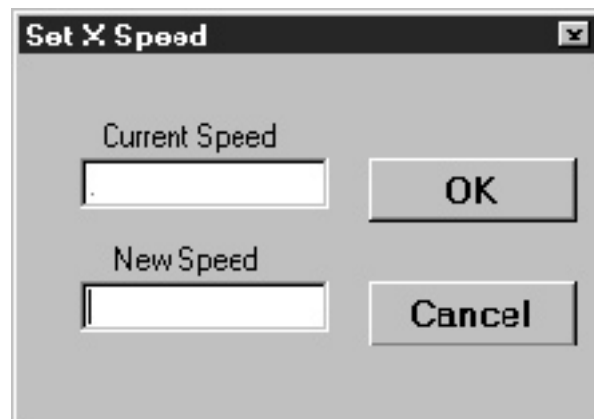 Set X Speed
Current Speed
.
OK
New Speed
Cancel